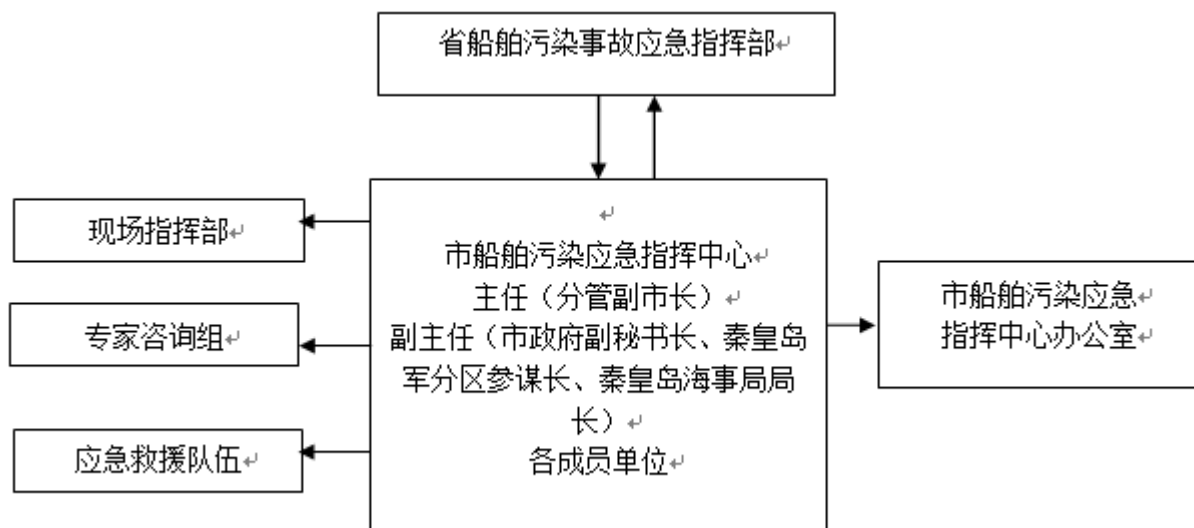 省船舶污染事故应急指挥部↵
现场指挥部↵
专家咨询组↵
应急救援队伍↵
↵
市船舶污染应急指挥中心↵
主任（分管副市长）↵
副主任（市政府副秘书长、秦皇岛
军分区参谋长、秦皇岛海事局局
长）↵
各成员单位↵
市船舶污染应急↵
指挥中心办公室↵